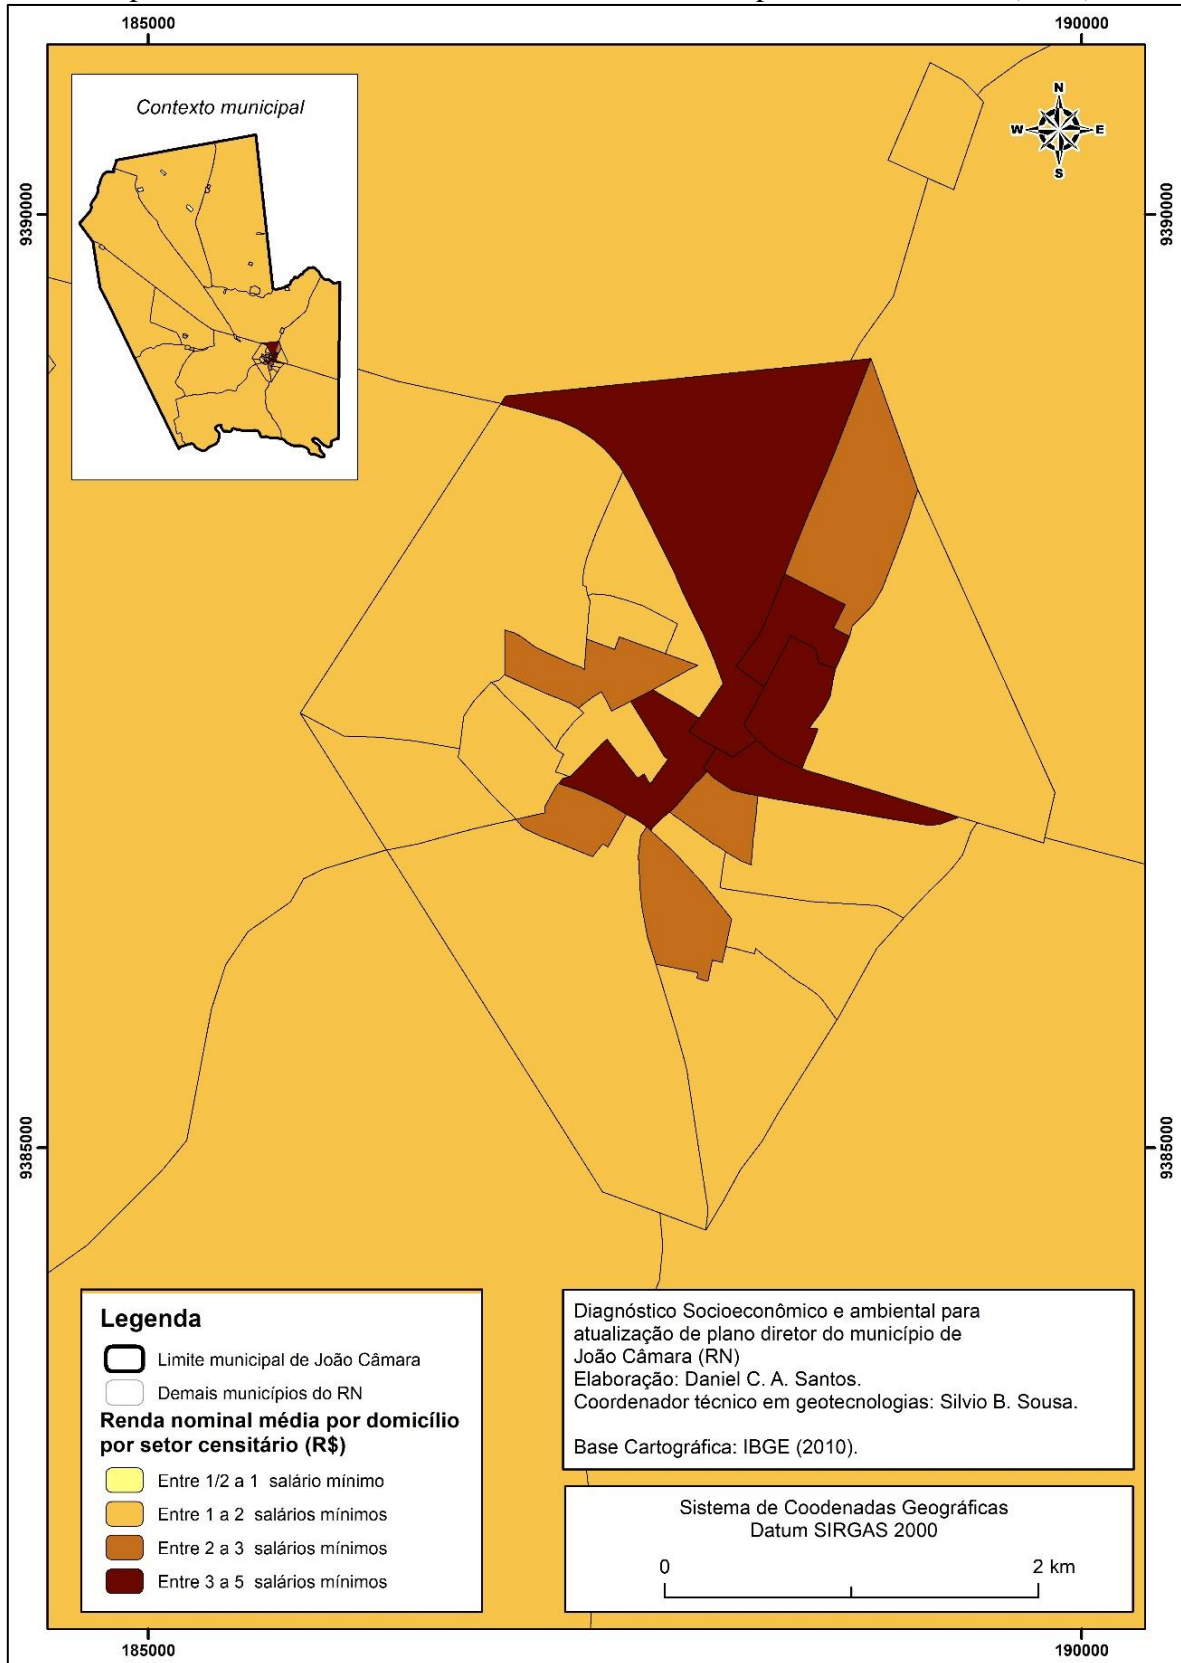 185000
190000
Contexto municipal
N
W
E
S
9390000
9390000
9385000
9385000
Legenda
Limite municipal de João Câmara
Demais municípios do RN
Renda nominal média por domicílio
por setor censitário (R$)
Entre 1/2 a 1 salário mínimo
Entre 1 a 2 salários mínimos
Entre 2 a 3 salários mínimos
Entre 3 a 5 salários mínimos
Diagnóstico Socioeconômico e ambiental para
atualização de plano diretor do município de
João Câmara (RN)
Elaboração: Daniel C. A. Santos.
Coordenador técnico em geotecnologias: Silvio B. Sousa.
Base Cartográfica: IBGE (2010).
Sistema de Coodenadas Geográficas
Datum SIRGAS 2000
0
2 km
185000
190000